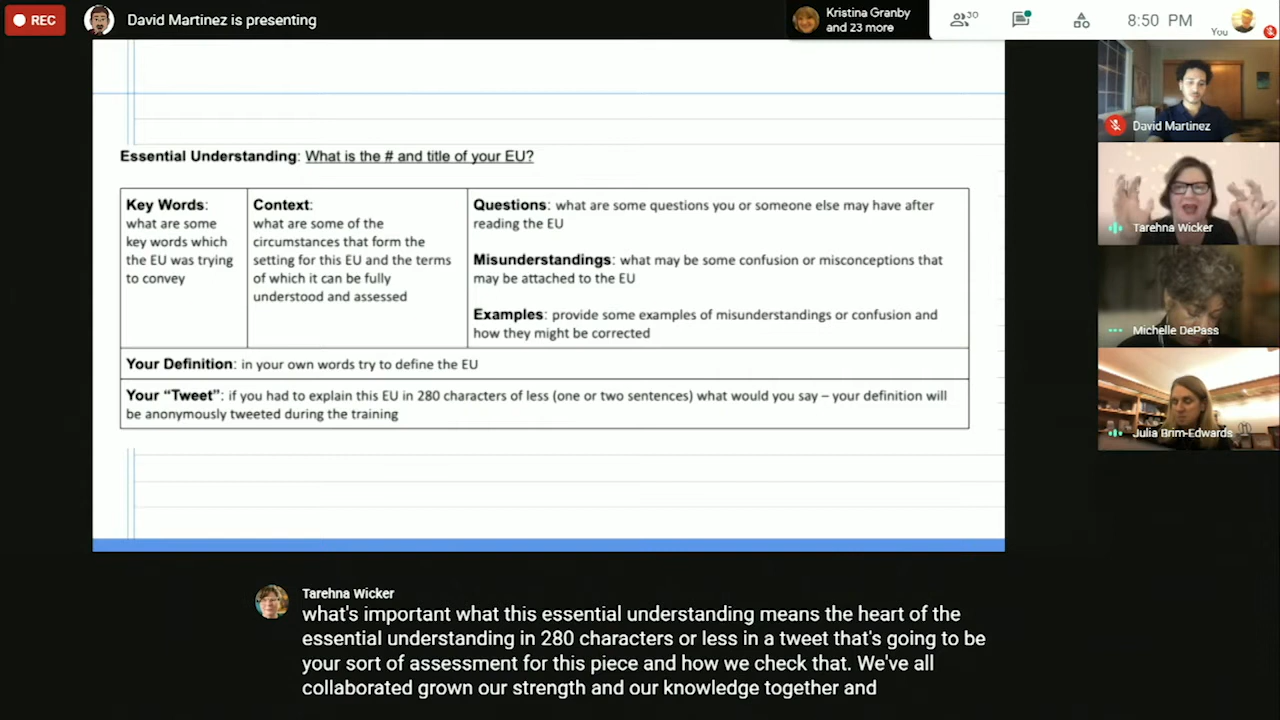 REC
David Martinez is presenting
Kristina Granby
and 23 more
30
8:50 PM
You
David Martinez
Tarehna Wicker
Michelle DePass
Julia Brim-Edwards
Essential Understanding: What is the # and title of your EU?
Key Words:
what are some
key words which
the EU was trying
to convey
Context:
what are some of the
circumstances that form the
setting for this EU and the terms
of which it can be fully
understood and assessed
Questions: what are some questions you or someone else may have after
reading the EU
Misunderstandings: what may be some confusion or misconceptions that
may be attached to the EU
Examples: provide some examples of misunderstandings or confusion and
how they might be corrected
Your Definition: in your own words try to define the EU
Your “Tweet”: if you had to explain this EU in 280 characters of less (one or two sentences) what would you say – your definition will
be anonymously tweeted during the training
Tarehna Wicker
what's important what this essential understanding means the heart of the
essential understanding in 280 characters or less in a tweet that's going to be
your sort of assessment for this piece and how we check that. We've all
collaborated grown our strength and our knowledge together and